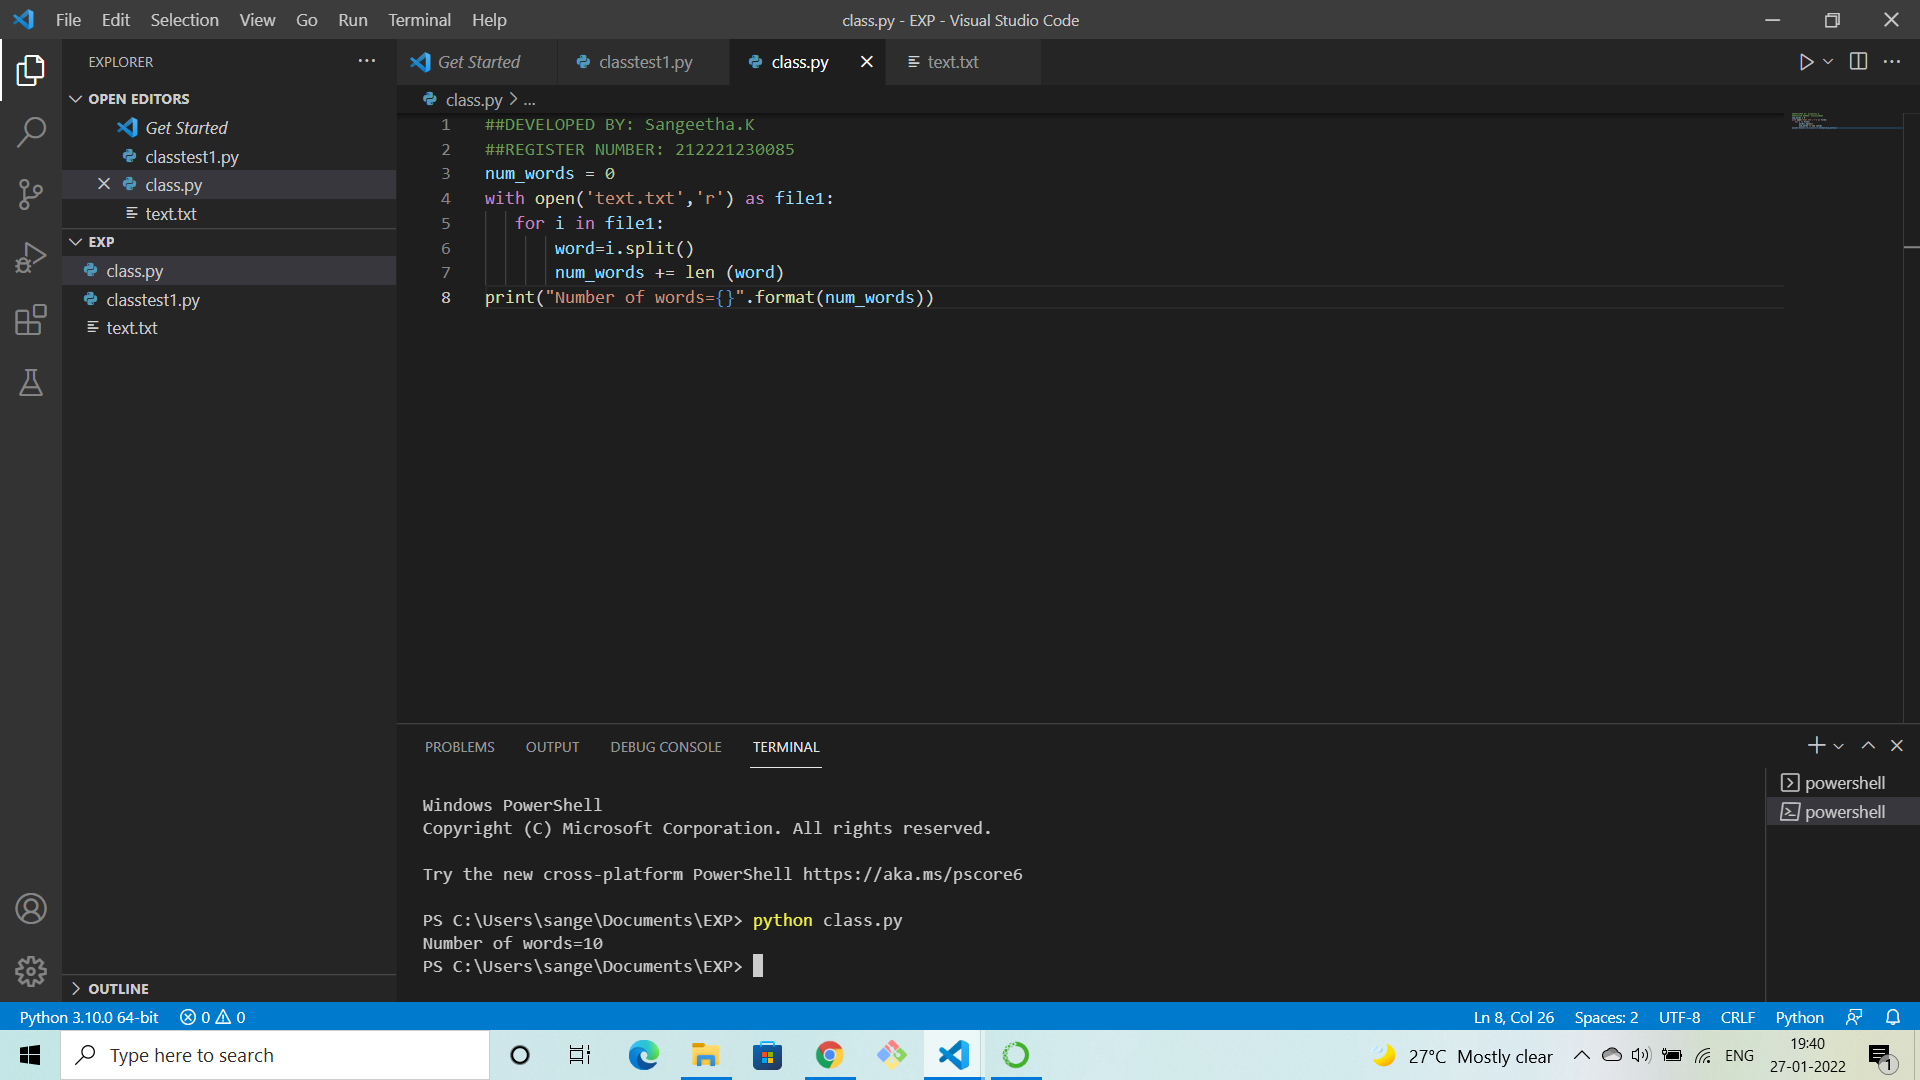 File Edit Selection View Go Run Terminal Help
class.py - EXP - Visual Studio Code
EXPLORER
OPEN EDITORS
Get Started
classtest1.py
class.py
text.txt
EXP
class.py
classtest1.py
text.txt
OUTLINE
Get Started classtest1.py class.py text.txt
class.py > ...
1 ##DEVELOPED BY: Sangeetha.K
2 ##REGISTER NUMBER: 212221230085
3 num_words = 0
4 with open('text.txt','r') as file1:
5 for i in file1:
6 word=i.split()
7 num_words += len (word)
8 print("Number of words={}".format(num_words))
PROBLEMS OUTPUT DEBUG CONSOLE TERMINAL
Windows PowerShell
Copyright (C) Microsoft Corporation. All rights reserved.
Try the new cross-platform PowerShell https://aka.ms/pscore6
PS C:\Users\sange\Documents\EXP> python class.py
Number of words=10
PS C:\Users\sange\Documents\EXP>
powershell
powershell
Python 3.10.0 64-bit 0 0 Ln 8, Col 26 Spaces: 2 UTF-8 CRLF Python
Type here to search
27°C Mostly clear ENG
19:40
27-01-2022
1